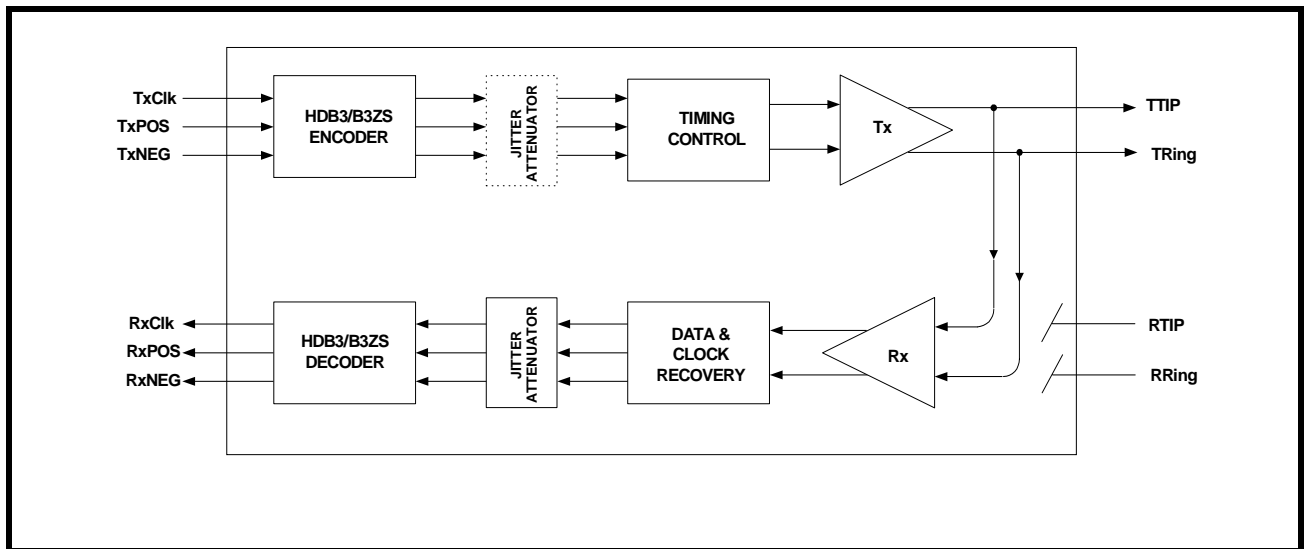 TxClk
TxPOS
TxNEG
HDB3/B3ZS
ENCODER
JITTER
ATTENUATOR
TIMING
CONTROL
Tx
TTIP
TRing
RxClk
RxPOS
RxNEG
HDB3/B3ZS
DECODER
JITTER
ATTENUATOR
DATA &
CLOCK
RECOVERY
Rx
RTIP
RRing